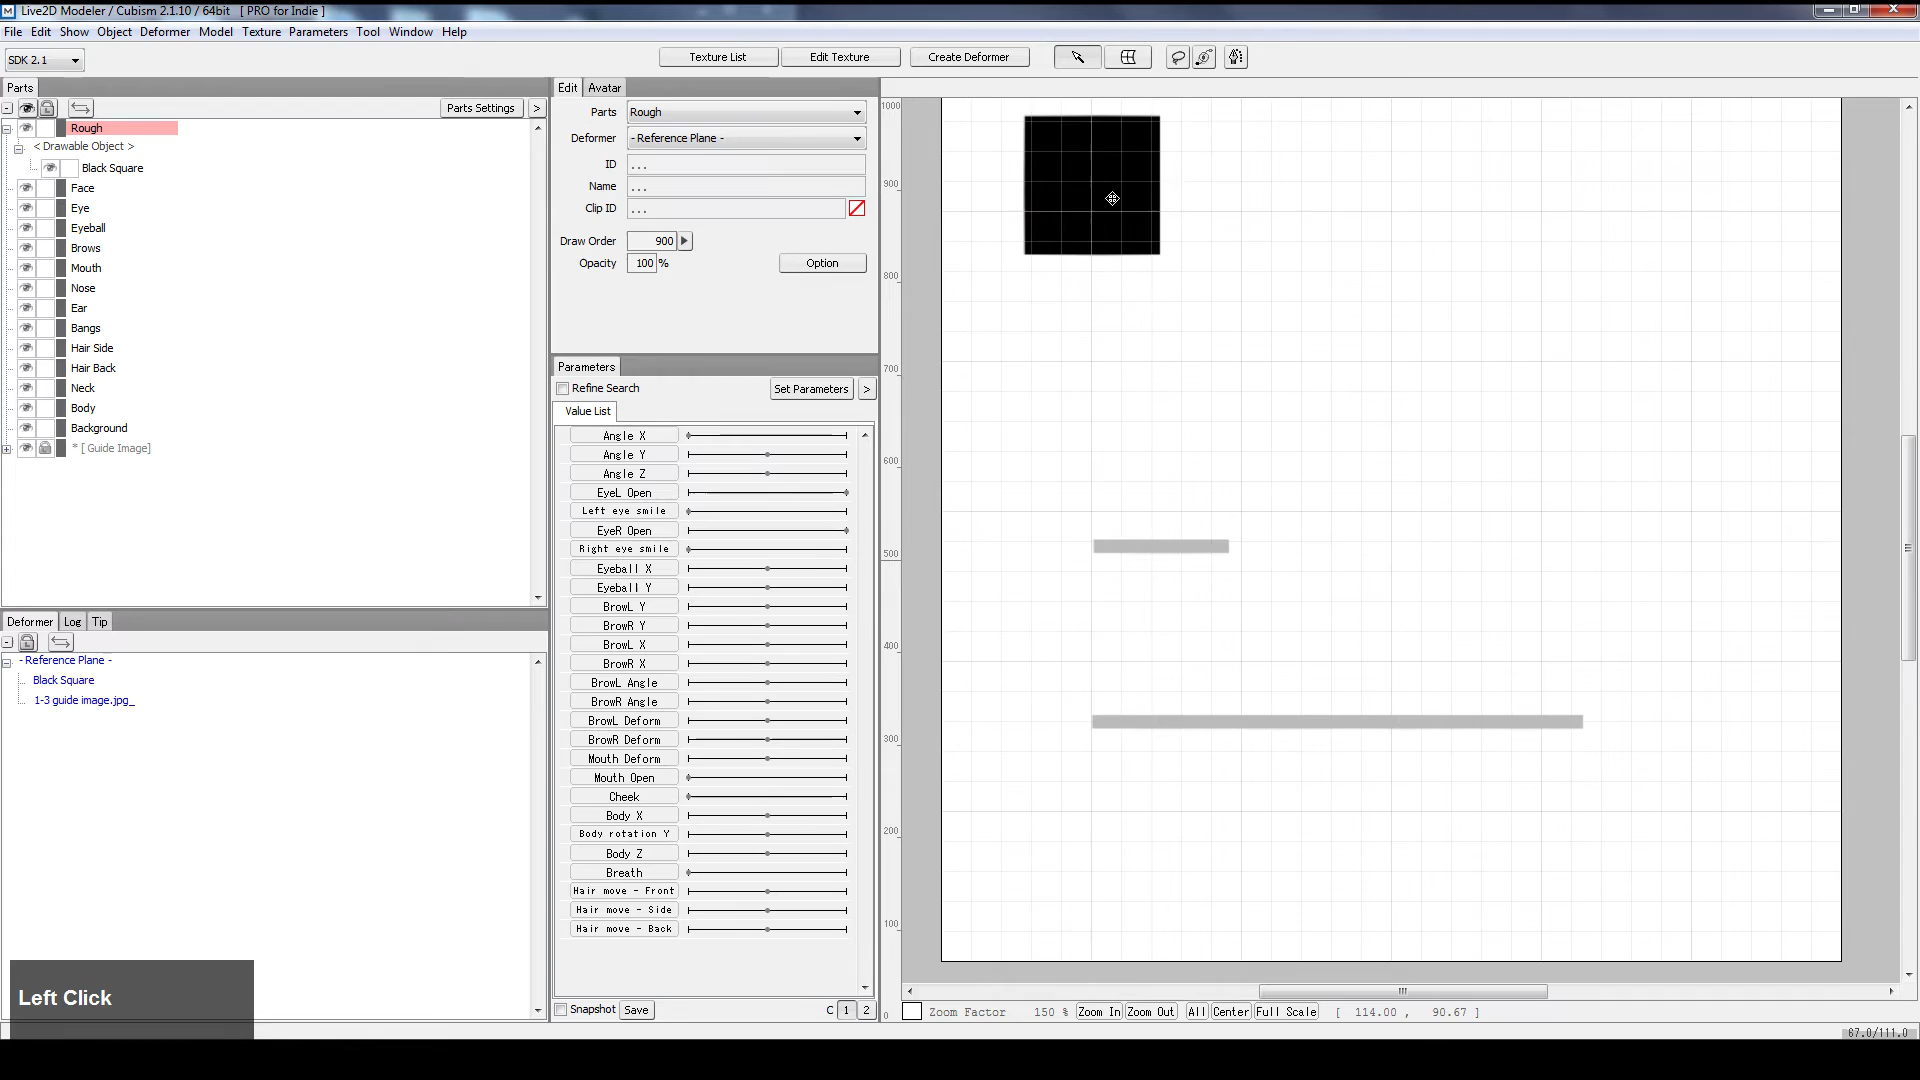 Live2D Modeler / Cubism 2.1.10 / 64bit [ PRO for Indie ]
File Edit Show Object Deformer Model Texture Parameters Tool Window Help
SDK 2.1
Texture List Edit Texture Create Deformer
Parts
Parts Settings >
Rough
< Drawable Object >
Black Square
Face
Eye
Eyeball
Brows
Mouth
Nose
Ear
Bangs
Hair Side
Hair Back
Neck
Body
Background
* [ Guide Image]
Deformer Log Tip
- Reference Plane -
Black Square
1-3 guide image.jpg_
Left Click
Edit Avatar
Parts Rough
Deformer - Reference Plane -
ID ...
Name ...
Clip ID ...
Draw Order 900
Opacity 100 % Option
Parameters
Refine Search Set Parameters >
Value List
Angle X
Angle Y
Angle Z
EyeL Open
Left eye smile
EyeR Open
Right eye smile
Eyeball X
Eyeball Y
BrowL Y
BrowR Y
BrowL X
BrowR X
BrowL Angle
BrowR Angle
BrowL Deform
BrowR Deform
Mouth Deform
Mouth Open
Cheek
Body X
Body rotation Y
Body Z
Breath
Hair move - Front
Hair move - Side
Hair move - Back
Snapshot Save C 1 2
1000
900
800
700
600
500
400
300
200
100
0
Zoom Factor 150 % Zoom In Zoom Out All Center Full Scale [ 114.00 , 90.67 ]
67.0/111.0